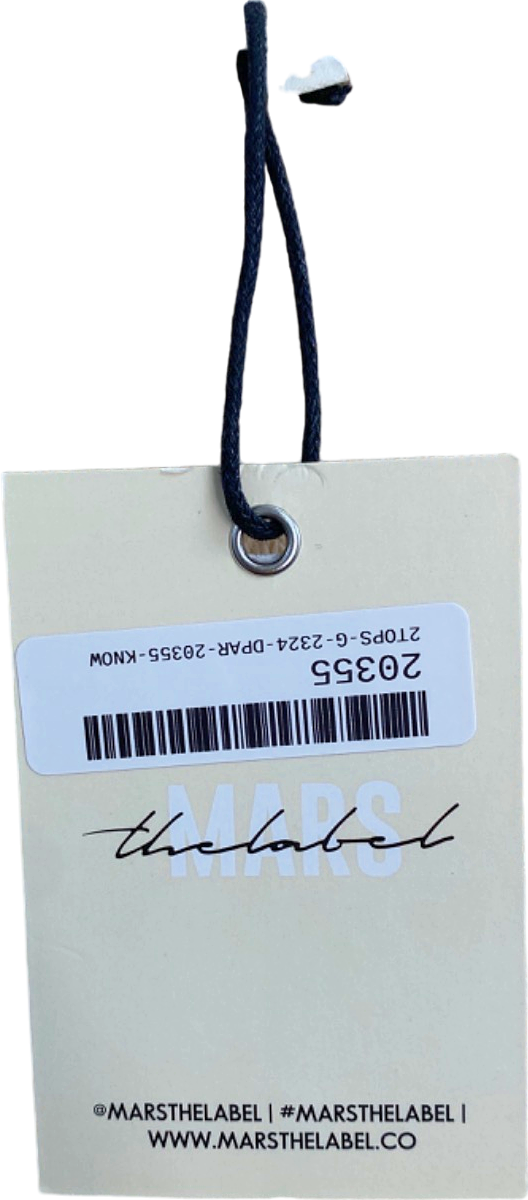 2TOPS-G-2324-DPAR-20355-KNOW
20355
MARS
thelabel
@MARSTHELABEL | #MARSTHELABEL |
WWW.MARSTHELABEL.CO